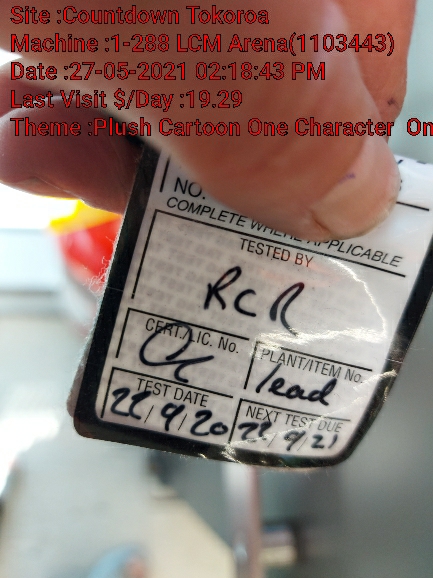 Site :Countdown Tokoroa
Machine :1-288 LCM Arena(1103443)
Date :27-05-2021 02:18:43 PM
Last Visit $/Day :19.29
Theme :Plush Cartoon One Character On
NO.
COMPLETE WHERE APPLICABLE
TESTED BY
RCR
CERT./LIC. No.
PLANT/ITEM No.
lead
TEST DATE
NEXT TEST DUE
22/9/20
22/9/21